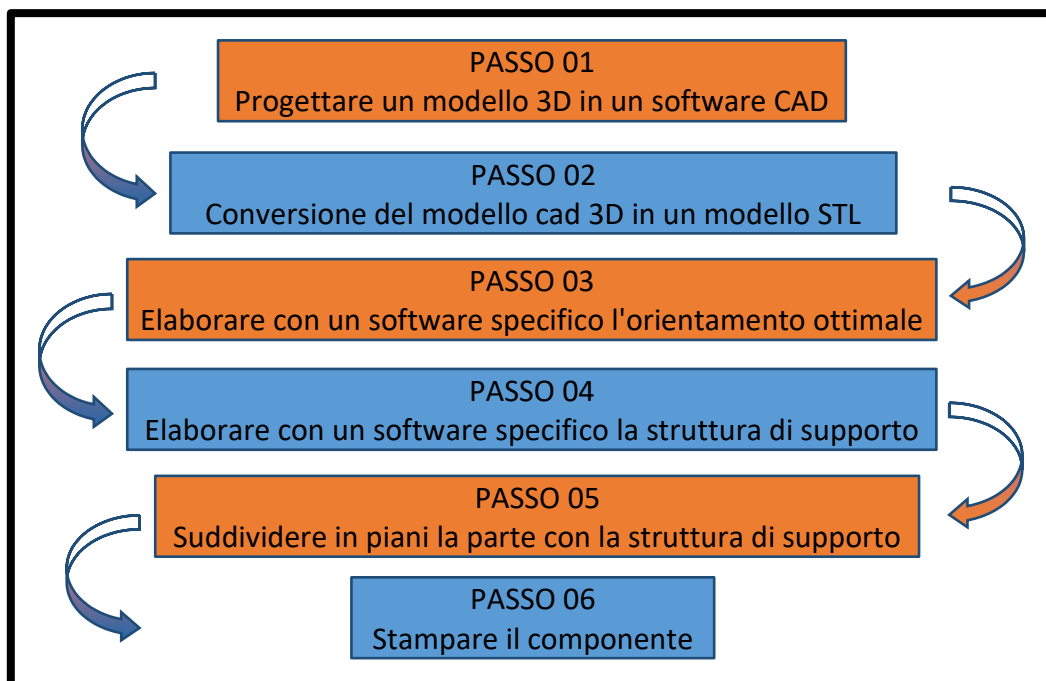 PASSO 01
Progettare un modello 3D in un software CAD
PASSO 02
Conversione del modello cad 3D in un modello STL
PASSO 03
Elaborare con un software specifico l'orientamento ottimale
PASSO 04
Elaborare con un software specifico la struttura di supporto
PASSO 05
Suddividere in piani la parte con la struttura di supporto
PASSO 06
Stampare il componente